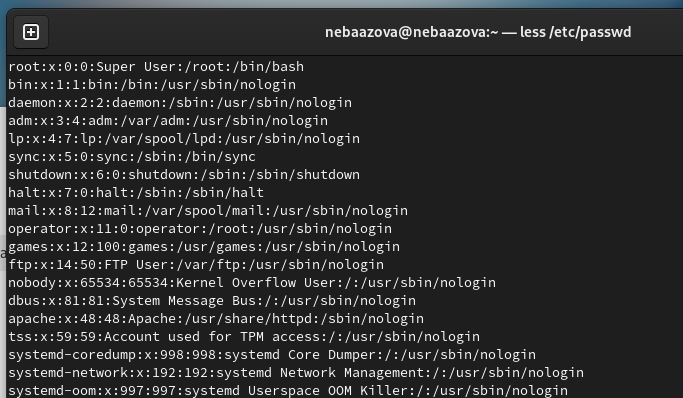 nebaazova@nebaazova:~ — less /etc/passwd
root:x:0:0:Super User:/root:/bin/bash
bin:x:1:1:bin:/bin:/usr/sbin/nologin
daemon:x:2:2:daemon:/sbin:/usr/sbin/nologin
adm:x:3:4:adm:/var/adm:/usr/sbin/nologin
lp:x:4:7:lp:/var/spool/lpd:/usr/sbin/nologin
sync:x:5:0:sync:/sbin:/bin/sync
shutdown:x:6:0:shutdown:/sbin:/sbin/shutdown
halt:x:7:0:halt:/sbin:/sbin/halt
mail:x:8:12:mail:/var/spool/mail:/usr/sbin/nologin
operator:x:11:0:operator:/root:/usr/sbin/nologin
games:x:12:100:games:/usr/games:/usr/sbin/nologin
ftp:x:14:50:FTP User:/var/ftp:/usr/sbin/nologin
nobody:x:65534:65534:Kernel Overflow User:/:/usr/sbin/nologin
dbus:x:81:81:System Message Bus:/:/usr/sbin/nologin
apache:x:48:48:Apache:/usr/share/httpd:/sbin/nologin
tss:x:59:59:Account used for TPM access:/:/usr/sbin/nologin
systemd-coredump:x:998:998:systemd Core Dumper:/:/usr/sbin/nologin
systemd-network:x:192:192:systemd Network Management:/:/usr/sbin/nologin
systemd-oom:x:997:997:systemd Userspace OOM Killer:/:/usr/sbin/nologin